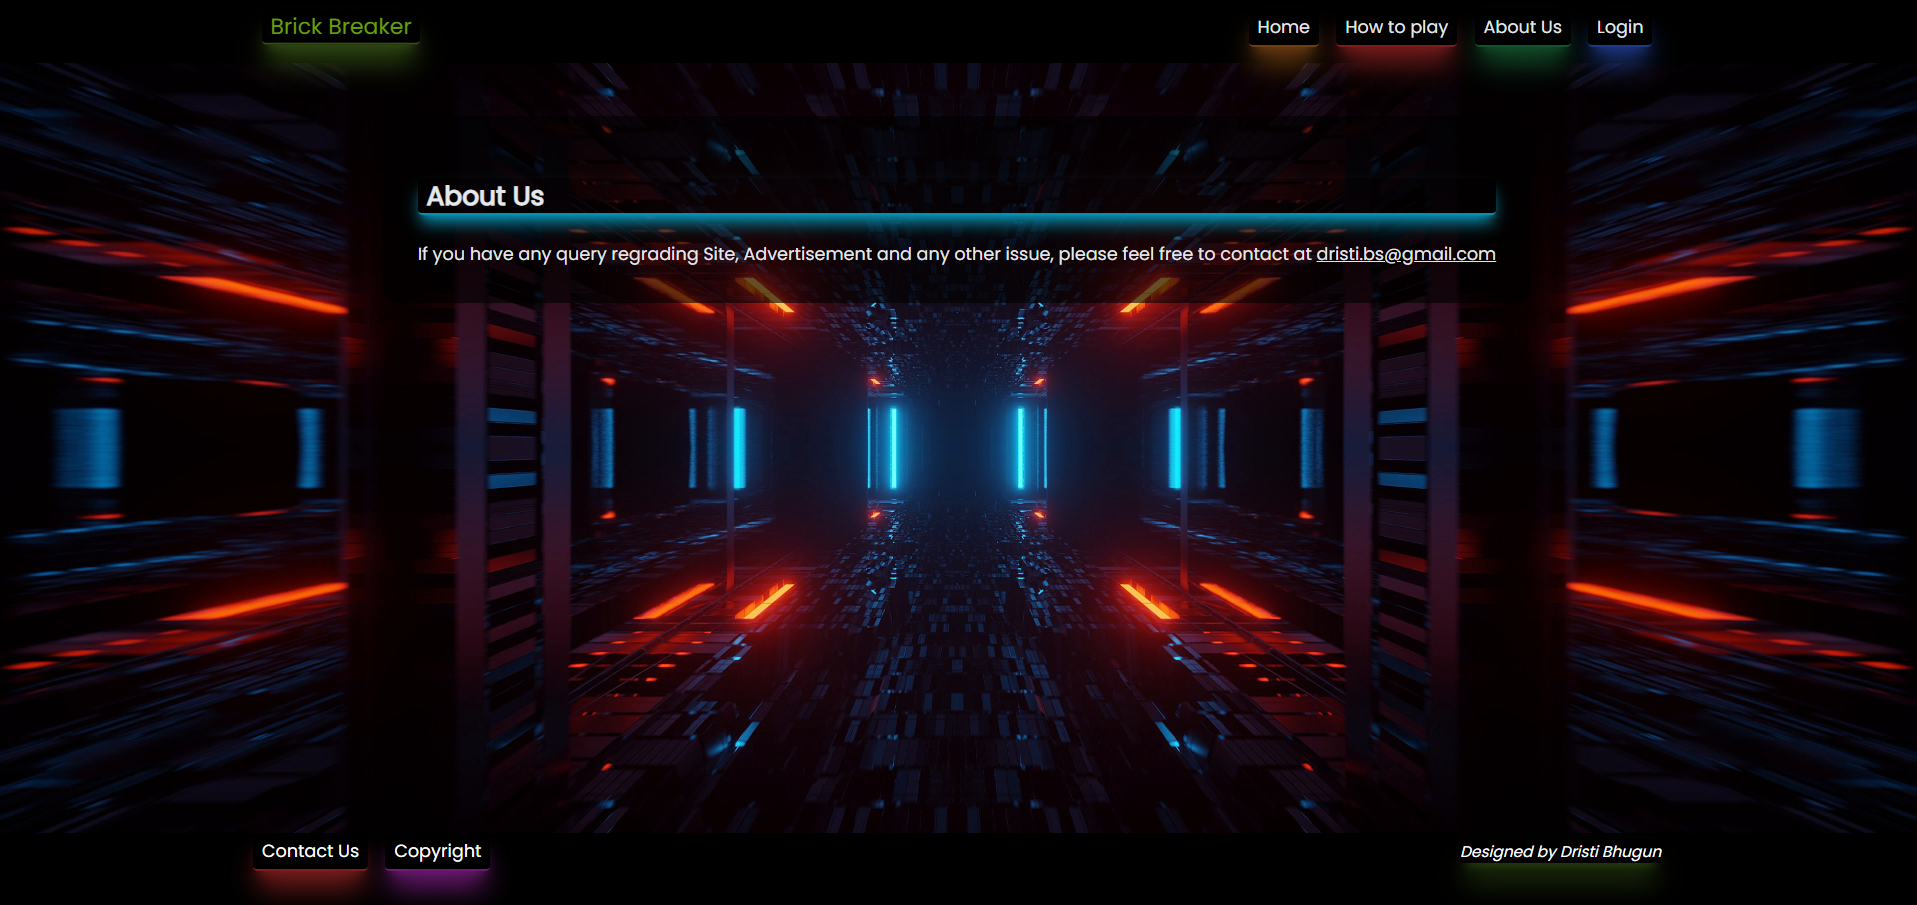 Brick Breaker
Home How to play About Us Login
About Us
If you have any query regrading Site, Advertisement and any other issue, please feel free to contact at dristi.bs@gmail.com
Contact Us Copyright
Designed by Dristi Bhugun